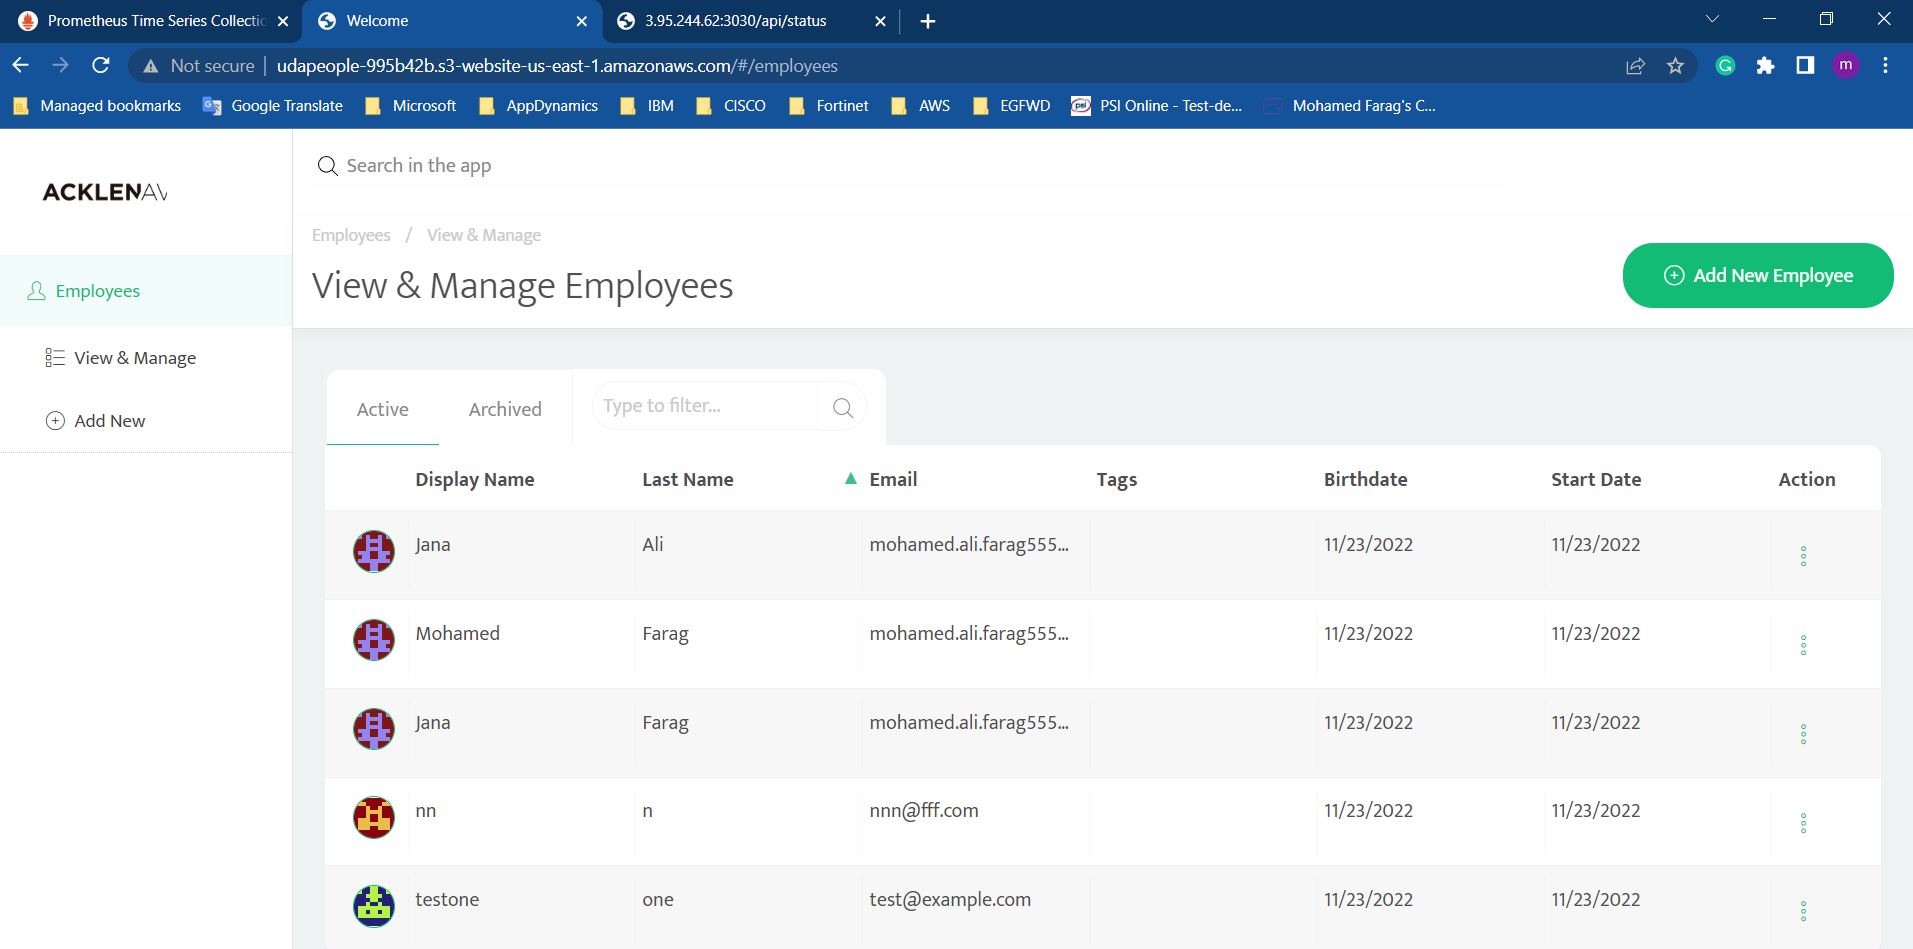 Prometheus Time Series Collectio
Welcome
3.95.244.62:3030/api/status
Not secure
udapeople-995b42b.s3-website-us-east-1.amazonaws.com/#/employees
G
m
Managed bookmarks
Google Translate
Microsoft
AppDynamics
IBM
CISCO
Fortinet
AWS
EGFWD
psi
PSI Online - Test-de...
Mohamed Farag's C...
ACKLENAV
Search in the app
Employees / View & Manage
View & Manage Employees
Add New Employee
Employees
View & Manage
Add New
Active
Archived
Type to filter...
Display Name Last Name Email Tags Birthdate Start Date Action
Jana Ali mohamed.ali.farag555... 11/23/2022 11/23/2022
Mohamed Farag mohamed.ali.farag555... 11/23/2022 11/23/2022
Jana Farag mohamed.ali.farag555... 11/23/2022 11/23/2022
nn n nnn@fff.com 11/23/2022 11/23/2022
testone one test@example.com 11/23/2022 11/23/2022